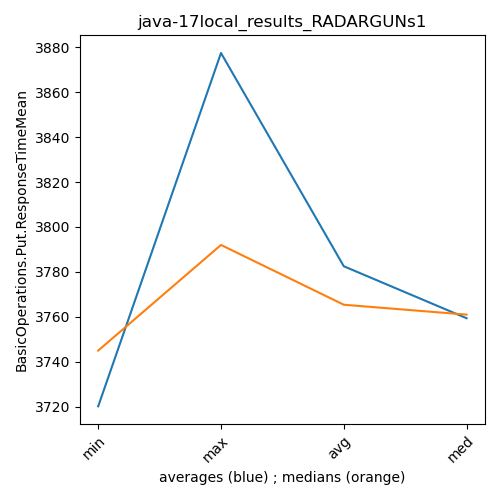 java-17local_results_RADARGUNs1
BasicOperations.Put.ResponseTimeMean
3880
3860
3840
3820
3800
3780
3760
3740
3720
min
max
avg
med
averages (blue) ; medians (orange)